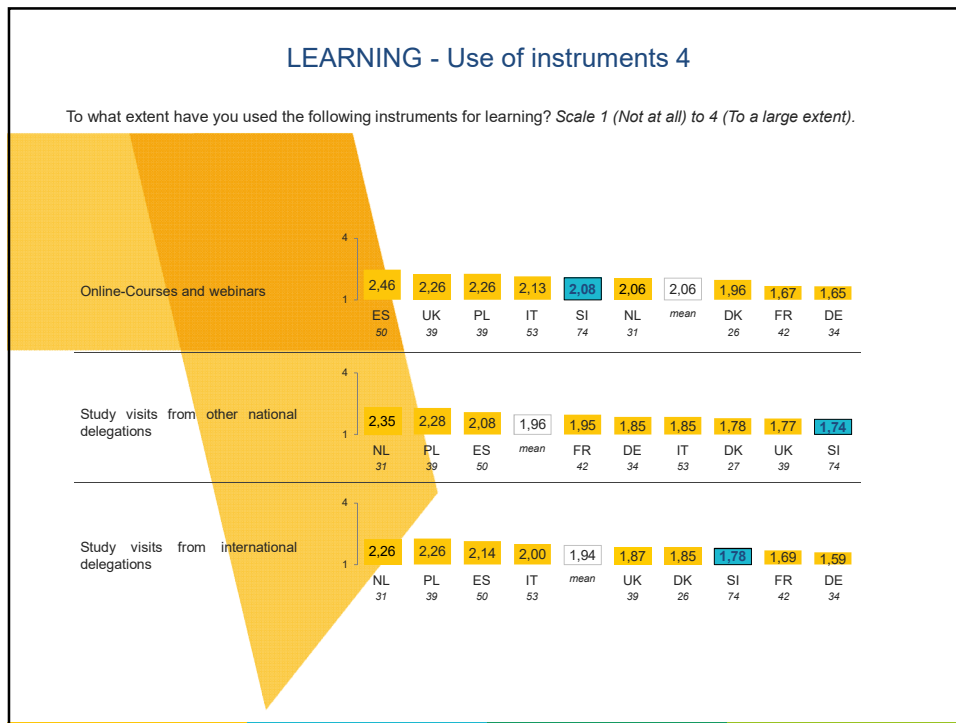 LEARNING - Use of instruments 4
To what extent have you used the following instruments for learning? Scale 1 (Not at all) to 4 (To a large extent).
4
Online-Courses and webinars
1
2,46 2,26 2,26 2,13 2,08 2,06 2,06 1,96 1,67 1,65
ES UK PL IT SI NL mean DK FR DE
50 39 39 53 74 31 26 42 34
4
Study visits from other national
delegations
1
2,35 2,28 2,08 1,96 1,95 1,85 1,85 1,78 1,77 1,74
NL PL ES mean FR DE IT DK UK SI
31 39 50 42 34 53 27 39 74
4
Study visits from international
delegations
1
2,26 2,26 2,14 2,00 1,94 1,87 1,85 1,78 1,69 1,59
NL PL ES IT mean UK DK SI FR DE
31 39 50 53 39 26 74 42 34